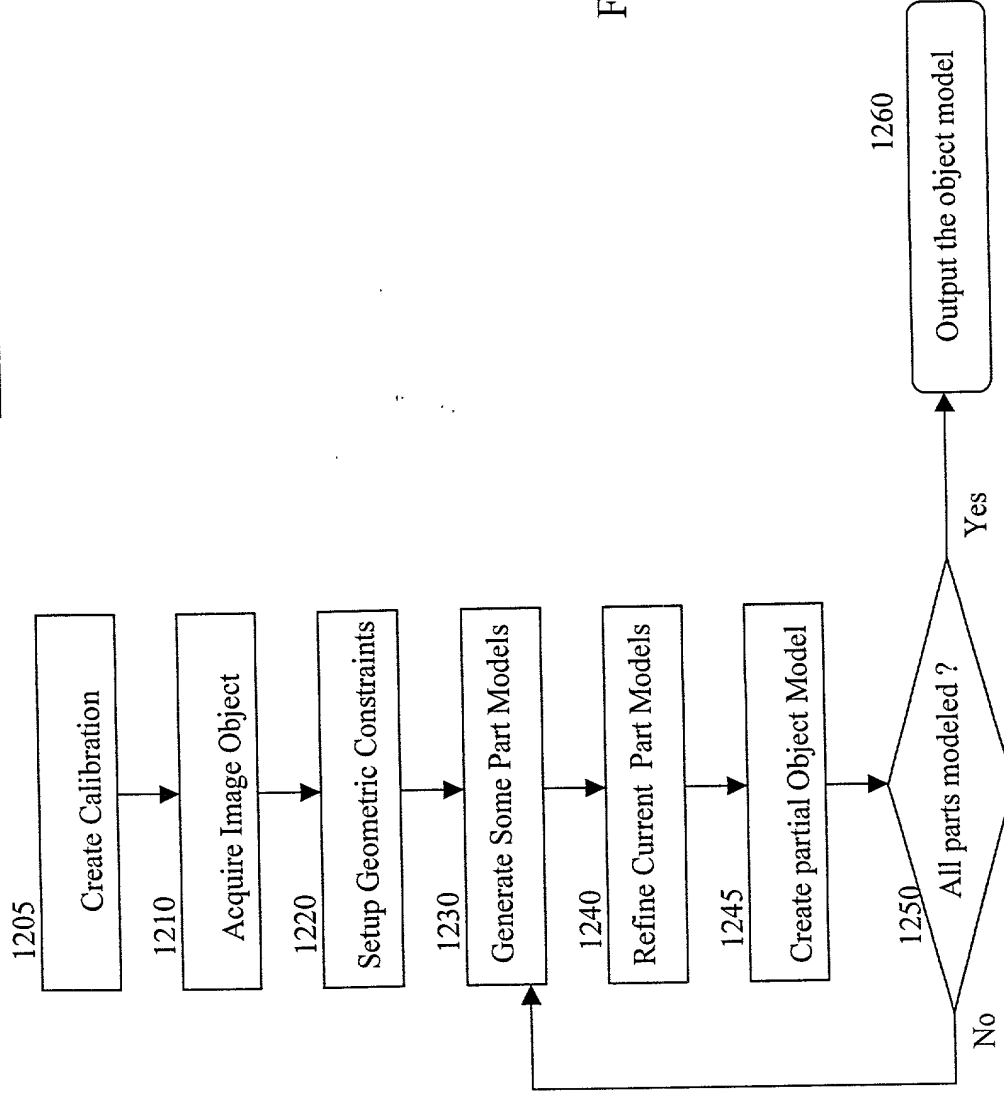 1205
Create Calibration
1210
Acquire Image Object
1220
Setup Geometric Constraints
1230
Generate Some Part Models
1240
Refine Current Part Models
1245
Create partial Object Model
1250
All parts modeled ?
No
Yes
1260
Output the object model
F